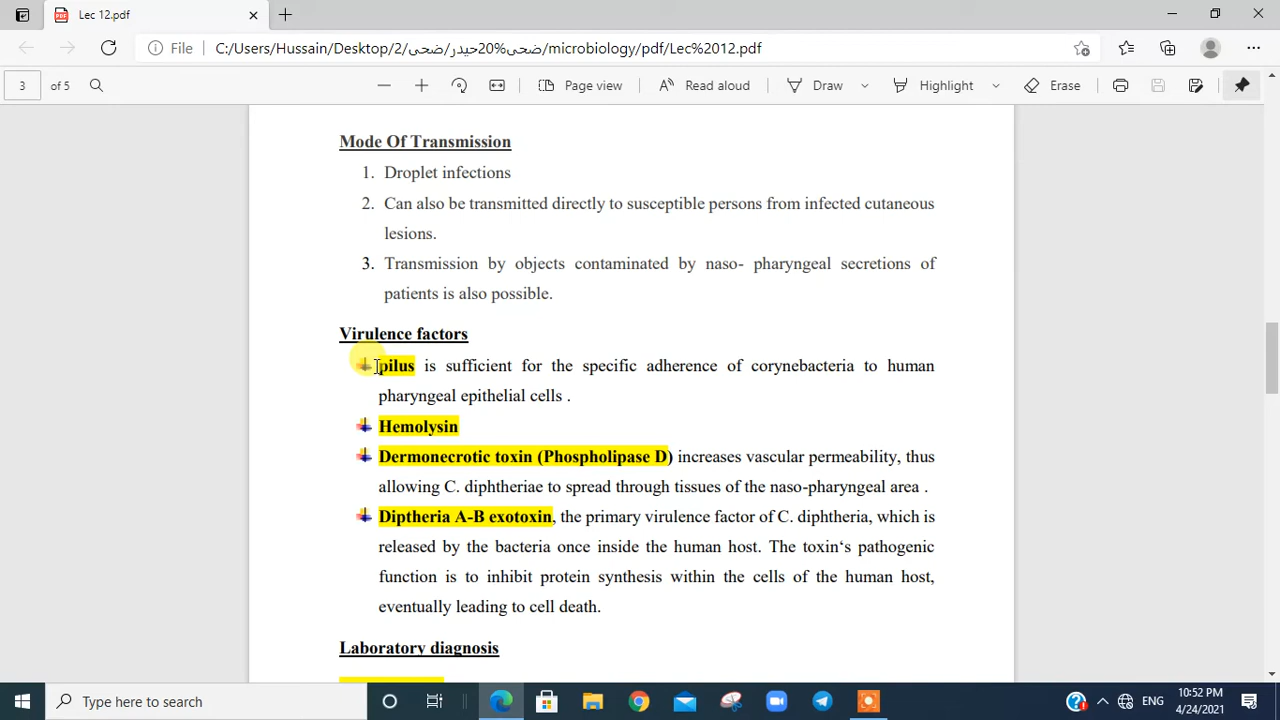 Lec 12.pdf
File
C:/Users/Hussain/Desktop/2/ضحى/حيدر%20ضحى/microbiology/pdf/Lec%2012.pdf
3 of 5
Page view
Read aloud
Draw
Highlight
Erase
Mode Of Transmission
1. Droplet infections
2. Can also be transmitted directly to susceptible persons from infected cutaneous
lesions.
3. Transmission by objects contaminated by naso- pharyngeal secretions of
patients is also possible.
Virulence factors
pilus is sufficient for the specific adherence of corynebacteria to human
pharyngeal epithelial cells .
Hemolysin
Dermonecrotic toxin (Phospholipase D) increases vascular permeability, thus
allowing C. diphtheriae to spread through tissues of the naso-pharyngeal area .
Diptheria A-B exotoxin, the primary virulence factor of C. diphtheria, which is
released by the bacteria once inside the human host. The toxin‘s pathogenic
function is to inhibit protein synthesis within the cells of the human host,
eventually leading to cell death.
Laboratory diagnosis
Type here to search
ENG
10:52 PM
4/24/2021